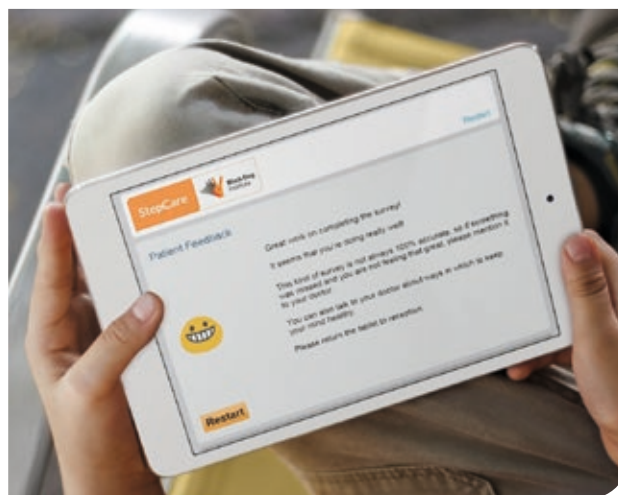 Restart
StepCare
Black Dog
Institute
Patient Feedback
Great work on completing the survey!
It seems that you're doing really well!
This kind of survey is not always 100% accurate, so if something
was missed and you are not feeling that great, please mention it
to your doctor.
You can also talk to your doctor about ways in which to keep
your mind healthy.
Please return the tablet to reception.
Restart